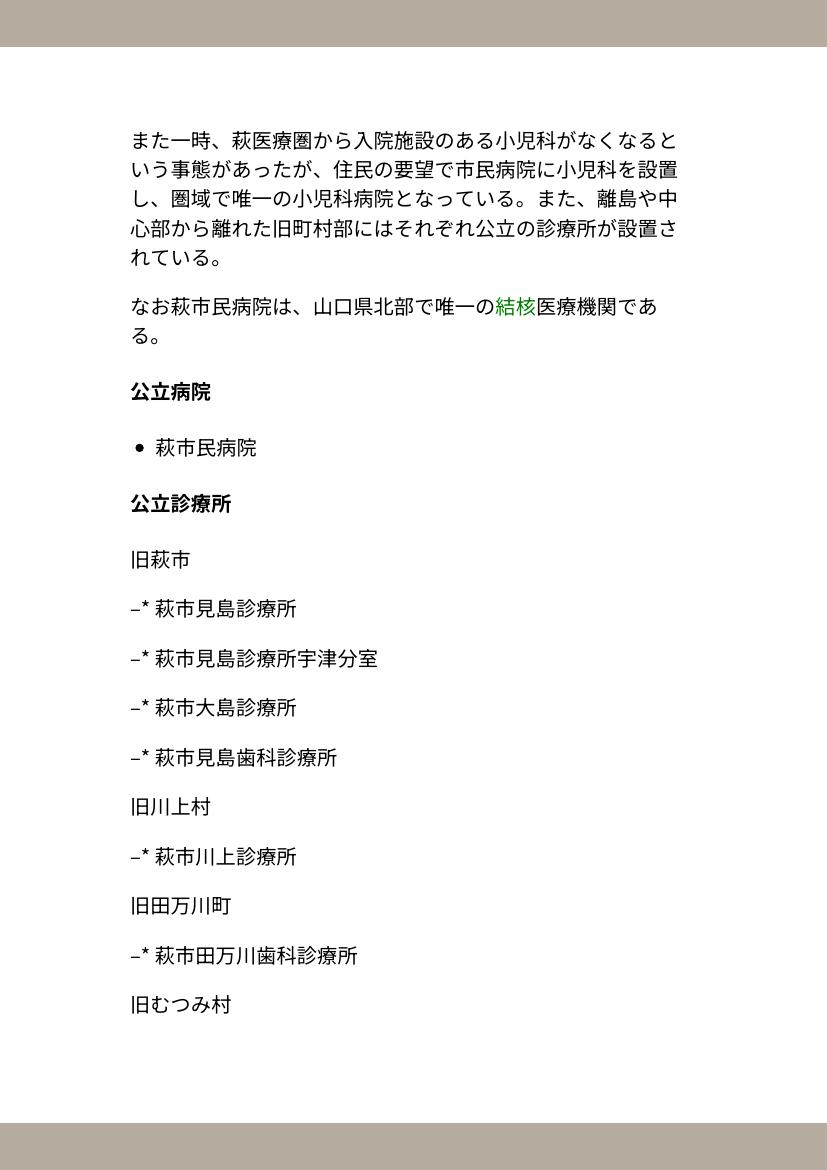 また一時、萩医療圏から入院施設のある小児科がなくなると
いう事態があったが、住民の要望で市民病院に小児科を設置
し、圏域で唯一の小児科病院となっている。また、離島や中
心部から離れた旧町村部にはそれぞれ公立の診療所が設置さ
れている。
なお萩市民病院は、山口県北部で唯一の結核医療機関であ
る。
公立病院
• 萩市民病院
公立診療所
旧萩市
–* 萩市見島診療所
–* 萩市見島診療所宇津分室
–* 萩市大島診療所
–* 萩市見島歯科診療所
旧川上村
–* 萩市川上診療所
旧田万川町
–* 萩市田万川歯科診療所
旧むつみ村